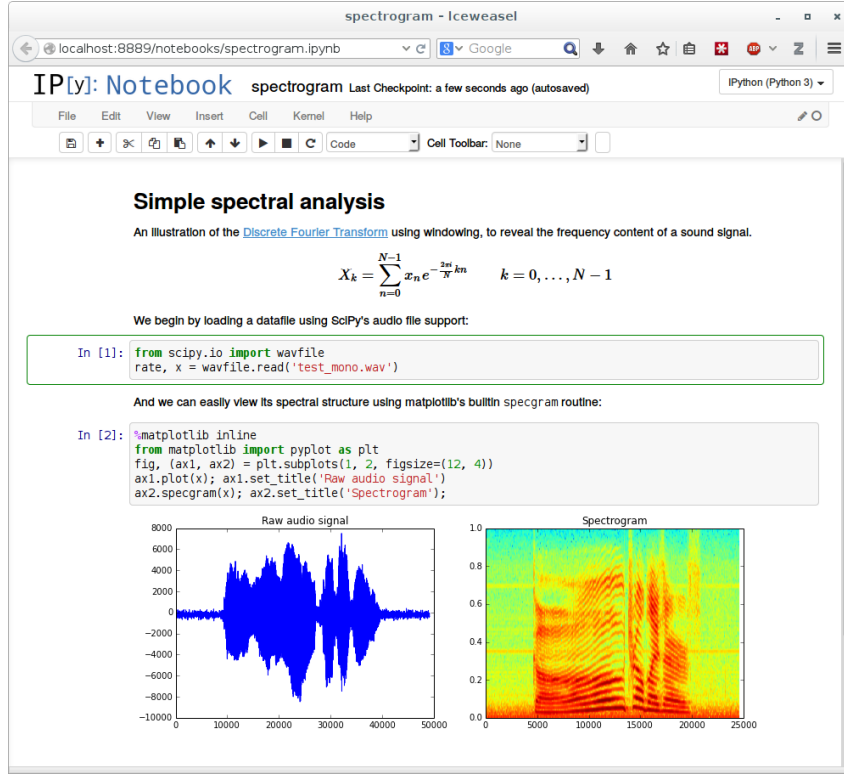 spectrogram - Iceweasel
localhost:8889/notebooks/spectrogram.ipynb
Google
ABP
IP[y]: Notebook spectrogram Last Checkpoint: a few seconds ago (autosaved)
IPython (Python 3)
File Edit View Insert Cell Kernel Help
Code Cell Toolbar: None
Simple spectral analysis
An illustration of the Discrete Fourier Transform using windowing, to reveal the frequency content of a sound signal.
X_k = \sum_{n=0}^{N-1} x_n e^{-\frac{2\pi i}{N} kn} k = 0, . . . , N − 1
We begin by loading a datafile using SciPy's audio file support:
In [1]: from scipy.io import wavfile
rate, x = wavfile.read('test_mono.wav')
And we can easily view its spectral structure using matplotlib's builtin specgram routine:
In [2]: %matplotlib inline
from matplotlib import pyplot as plt
fig, (ax1, ax2) = plt.subplots(1, 2, figsize=(12, 4))
ax1.plot(x); ax1.set_title('Raw audio signal')
ax2.specgram(x); ax2.set_title('Spectrogram');
Raw audio signal
8000
6000
4000
2000
0
−2000
−4000
−6000
−8000
−10000
0 10000 20000 30000 40000 50000
Spectrogram
1.0
0.8
0.6
0.4
0.2
0.0
0 5000 10000 15000 20000 25000